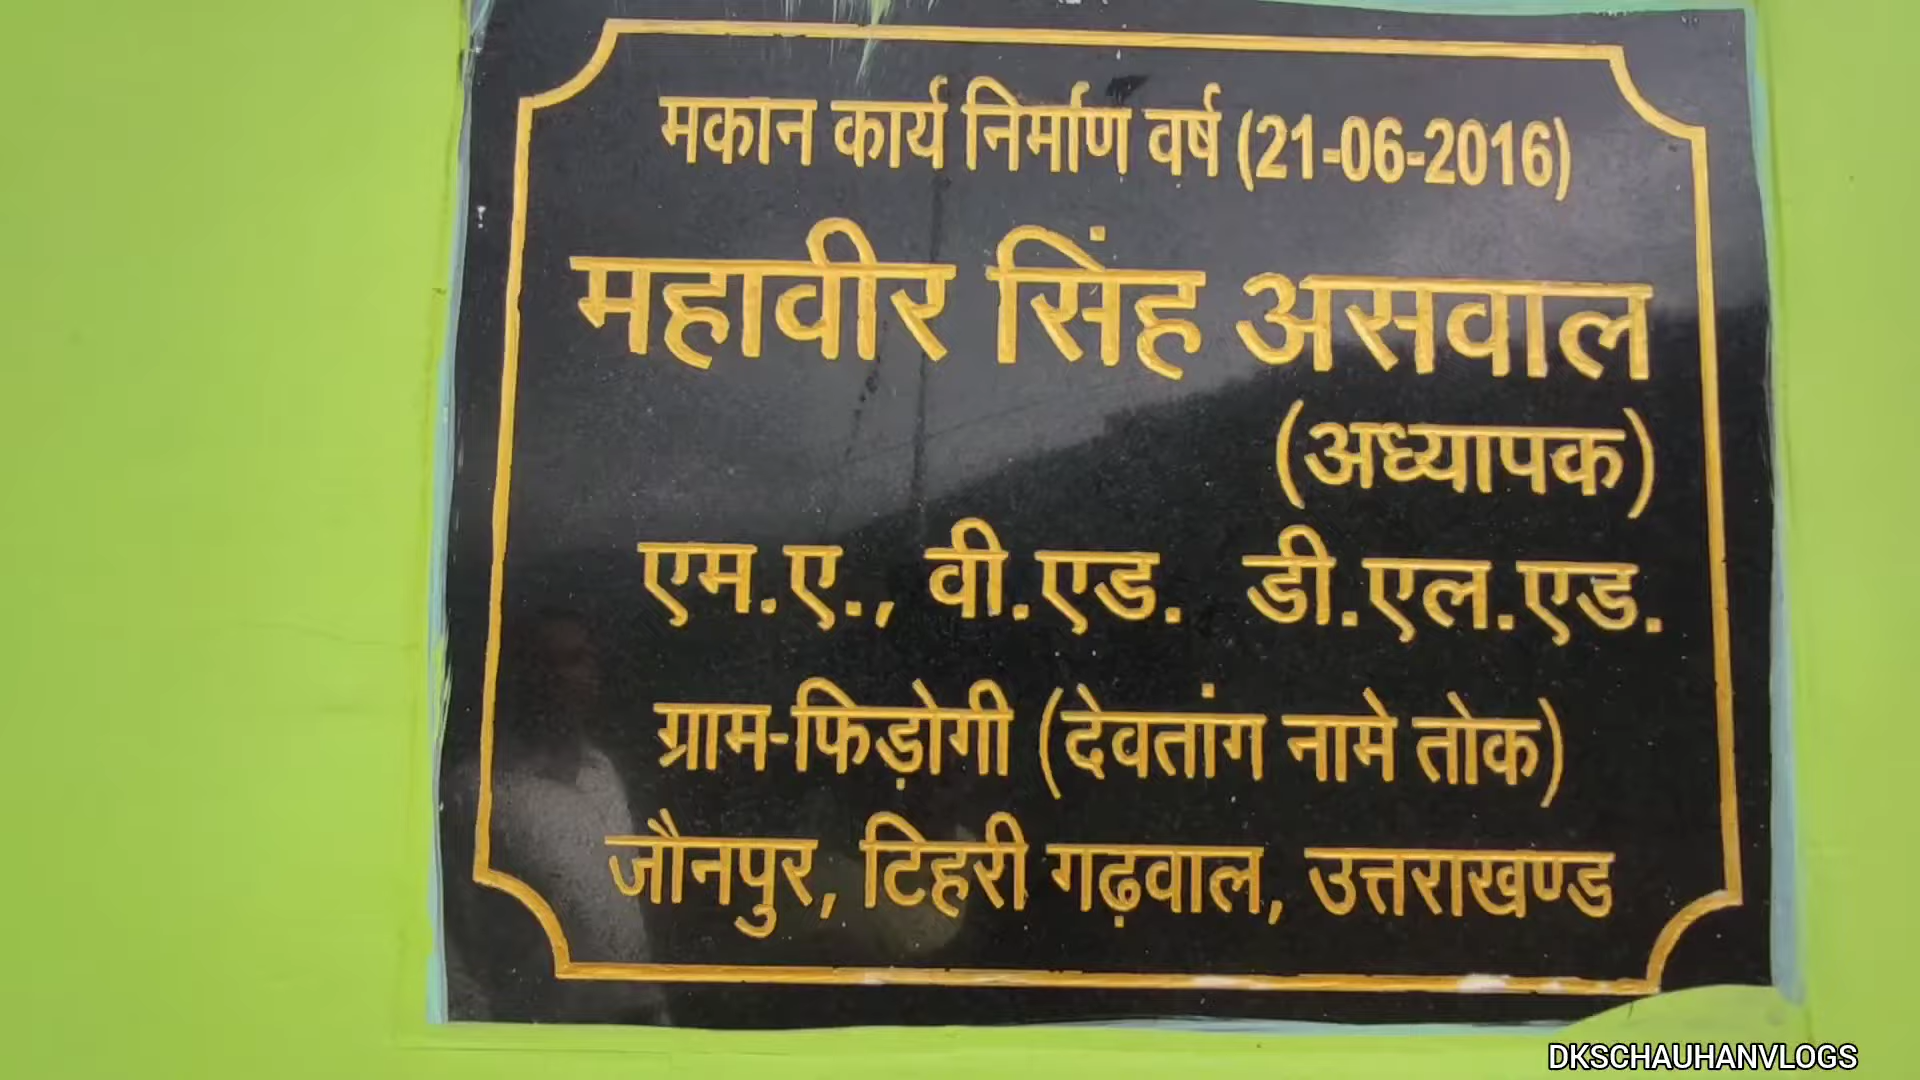 मकान कार्य निर्माण वर्ष (21-06-2016)
महावीर सिंह असवाल
(अध्यापक)
एम.ए., वी.एड. डी.एल.एड.
ग्राम-फिड़ोगी (देवतांग नामे तोक)
जौनपुर, टिहरी गढ़वाल, उत्तराखण्ड
DKSCHAUHANVLOGS